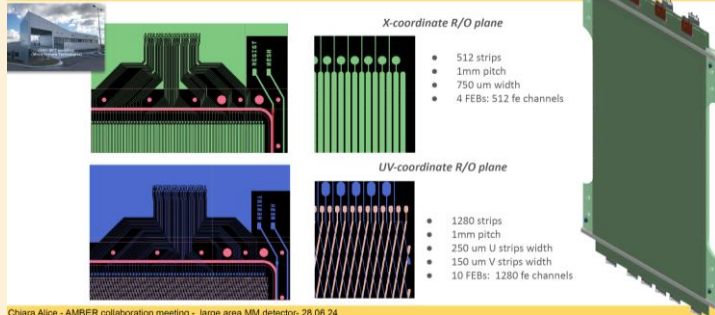 X-coordinate R/O plane
512 strips
1mm pitch
750 um width
4 FEBs: 512 fe channels
RESIST
MESH
UV-coordinate R/O plane
1280 strips
1mm pitch
250 um U strips width
150 um V strips width
10 FEBs: 1280 fe channels
Chiara Alice - AMBER collaboration meeting - large area MM detector- 28.06.24